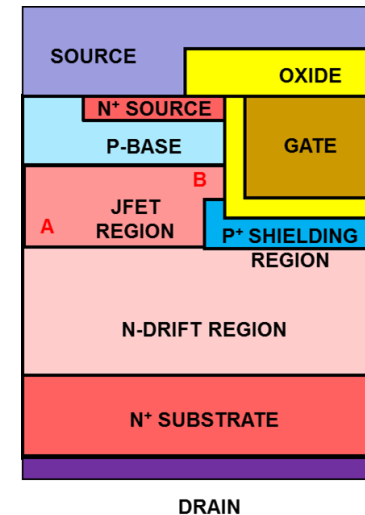 SOURCE
OXIDE
N+ SOURCE
P-BASE
GATE
B
A
JFET
REGION
P+ SHIELDING
REGION
N-DRIFT REGION
N+ SUBSTRATE
DRAIN